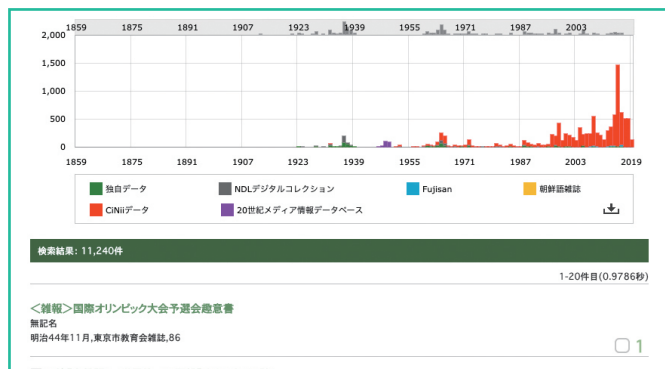 1859 1875 1891 1907 1923 1939 1955 1971 1987 2003
2,000
1,500
1,000
500
0
1859 1875 1891 1907 1923 1939 1955 1971 1987 2003 2019
独自データ NDLデジタルコレクション Fujisan 朝鮮語雑誌
CiNiiデータ 20世紀メディア情報データベース
検索結果: 11,240件
1-20件目(0.9786秒)
＜雑報＞国際オリンピック大会予選会趣意書
無記名
明治44年11月,東京市教育会雑誌,86
1